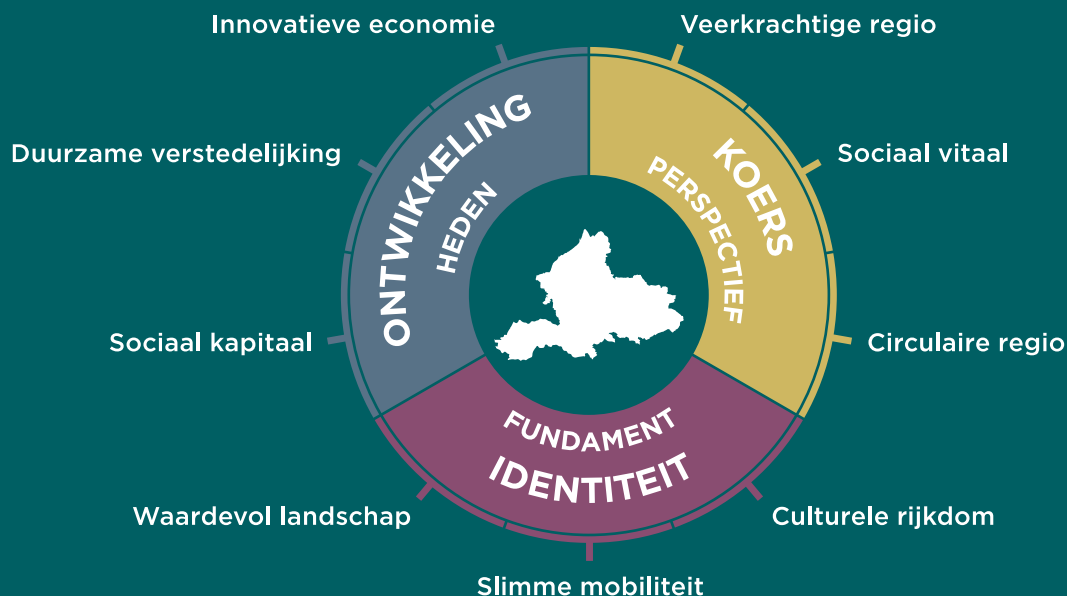 Innovatieve economie
Veerkrachtige regio
Duurzame verstedelijking
Sociaal vitaal
ONTWIKKELING
HEDEN
KOERS
PERSPECTIEF
Sociaal kapitaal
Circulaire regio
FUNDAMENT
IDENTITEIT
Waardevol landschap
Culturele rijkdom
Slimme mobiliteit